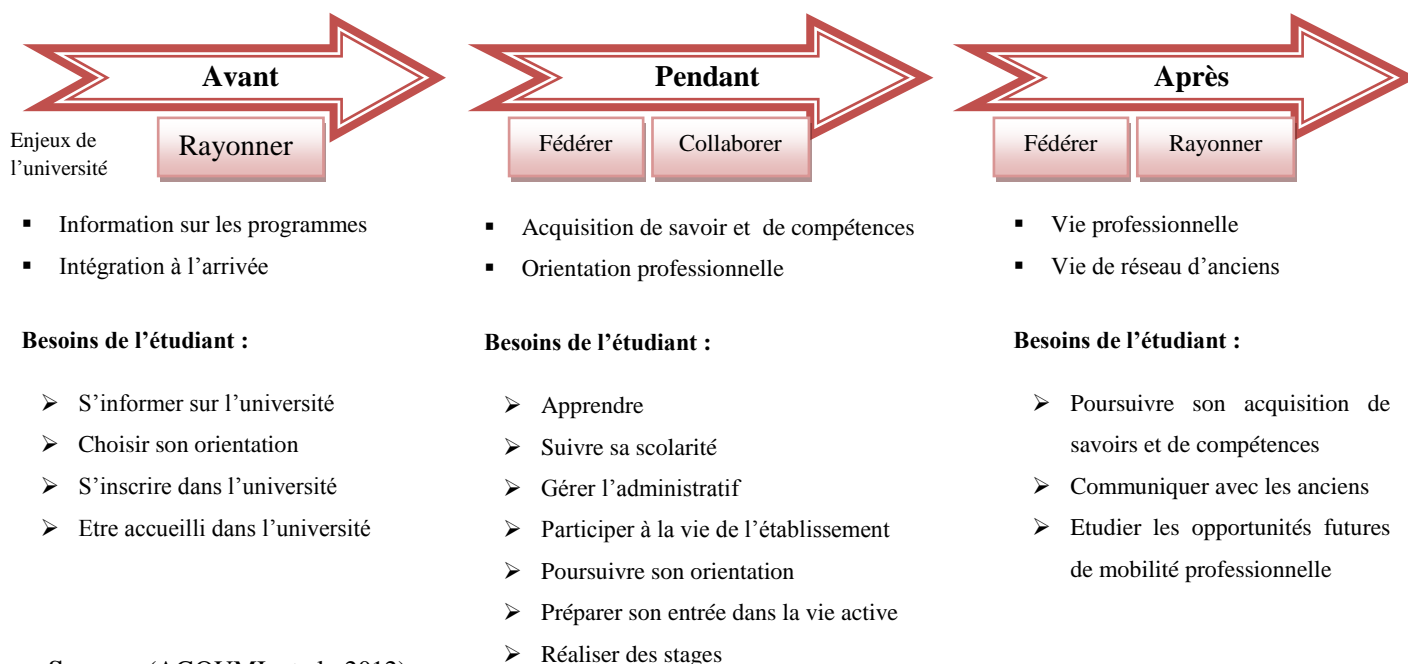 Avant
Enjeux de
l’université
Rayonner
▪ Information sur les programmes
▪ Intégration à l’arrivée
Besoins de l’étudiant :
➢ S’informer sur l’université
➢ Choisir son orientation
➢ S’inscrire dans l’université
➢ Etre accueilli dans l’université
Pendant
Fédérer
Collaborer
▪ Acquisition de savoir et de compétences
▪ Orientation professionnelle
Besoins de l’étudiant :
➢ Apprendre
➢ Suivre sa scolarité
➢ Gérer l’administratif
➢ Participer à la vie de l’établissement
➢ Poursuivre son orientation
➢ Préparer son entrée dans la vie active
➢ Réaliser des stages
Après
Fédérer
Rayonner
▪ Vie professionnelle
▪ Vie de réseau d’anciens
Besoins de l’étudiant :
➢ Poursuivre son acquisition de
savoirs et de compétences
➢ Communiquer avec les anciens
➢ Etudier les opportunités futures
de mobilité professionnelle